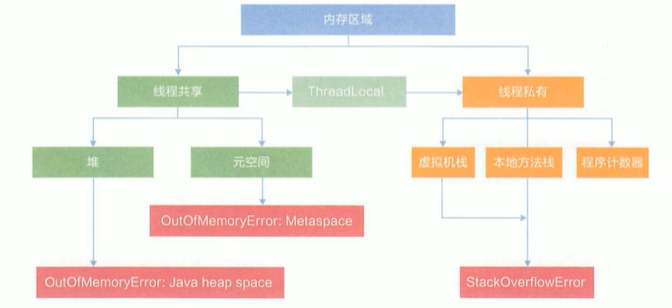 内存区域
线程共享
ThreadLocal
线程私有
堆
元空间
虚拟机栈
本地方法栈
程序计数器
OutOfMemoryError: Metaspace
OutOfMemoryError: Java heap space
StackOverflowError